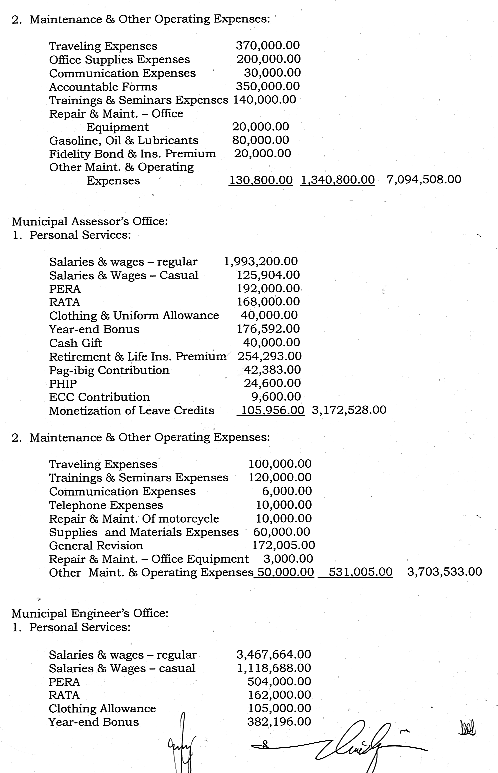 2. Maintenance & Other Operating Expenses:
Traveling Expenses 370,000.00
Office Supplies Expenses 200,000.00
Communication Expenses 30,000.00
Accountable Forms 350,000.00
Trainings & Seminars Expenses 140,000.00
Repair & Maint. – Office
Equipment 20,000.00
Gasoline, Oil & Lubricants 80,000.00
Fidelity Bond & Ins. Premium 20,000.00
Other Maint. & Operating
Expenses 130,800.00 1,340,800.00 7,094,508.00
Municipal Assessor's Office:
1. Personal Services:
Salaries & wages – regular 1,993,200.00
Salaries & Wages – Casual 125,904.00
PERA 192,000.00
RATA 168,000.00
Clothing & Uniform Allowance 40,000.00
Year-end Bonus 176,592.00
Cash Gift 40,000.00
Retirement & Life Ins. Premium 254,293.00
Pag-ibig Contribution 42,383.00
PHIP 24,600.00
ECC Contribution 9,600.00
Monetization of Leave Credits 105,956.00 3,172,528.00
2. Maintenance & Other Operating Expenses:
Traveling Expenses 100,000.00
Trainings & Seminars Expenses 120,000.00
Communication Expenses 6,000.00
Telephone Expenses 10,000.00
Repair & Maint. Of motorcycle 10,000.00
Supplies and Materials Expenses 60,000.00
General Revision 172,005.00
Repair & Maint. – Office Equipment 3,000.00
Other Maint. & Operating Expenses 50,000.00 531,005.00 3,703,533.00
Municipal Engineer's Office:
1. Personal Services:
Salaries & wages – regular 3,467,664.00
Salaries & Wages – casual 1,118,688.00
PERA 504,000.00
RATA 162,000.00
Clothing Allowance 105,000.00
Year-end Bonus 382,196.00